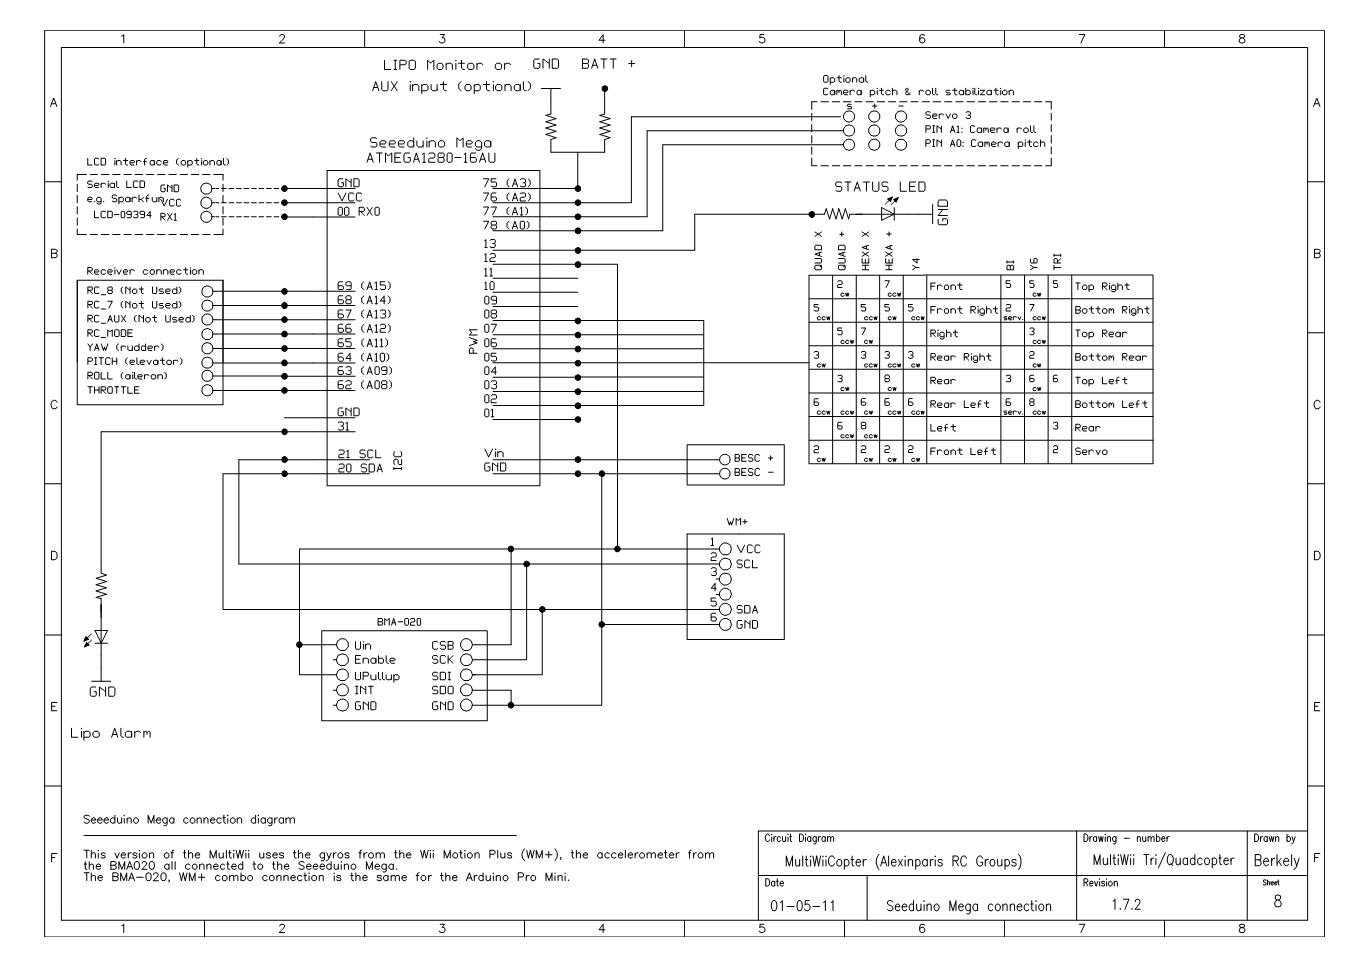 1 2 3 4 5 6 7 8
A
B
C
D
E
F
A
B
C
D
E
F
LIPO Monitor or GND BATT +
AUX input (optional)
Seeeduino Mega
ATMEGA1280-16AU
LCD interface (optional)
Serial LCD GND
e.g. Sparkfun VCC
LCD-09394 RX1
GND
VCC
00 RX0
75 (A3)
76 (A2)
77 (A1)
78 (A0)
13
12
11
10
09
08
07
06
05
04
03
02
01
PWM
Receiver connection
RC_8 (Not Used)
RC_7 (Not Used)
RC_AUX (Not Used)
RC_MODE
YAW (rudder)
PITCH (elevator)
ROLL (aileron)
THROTTLE
69 (A15)
68 (A14)
67 (A13)
66 (A12)
65 (A11)
64 (A10)
63 (A09)
62 (A08)
GND
31
21 SCL
20 SDA
I2C
Vin
GND
BESC +
BESC -
Optional
Camera pitch & roll stabilization
S + -
Servo 3
PIN A1: Camera roll
PIN A0: Camera pitch
STATUS LED
GND
QUAD X QUAD + HEXA X HEXA + Y4 BI Y6 TRI
2 cw 7 ccw Front 5 5 cw 5 Top Right
5 ccw 5 ccw 5 ccw 5 ccw Front Right 2 serv. 7 ccw Bottom Right
5 ccw 7 cw Right 3 cw Top Rear
3 cw 3 ccw 3 cw 3 cw Rear Right 2 cw Bottom Rear
3 cw 8 cw Rear 3 6 cw 6 Top Left
6 ccw ccw 6 cw 6 ccw 6 ccw Rear Left 6 serv. 8 ccw Bottom Left
6 ccw 8 ccw Left 3 Rear
2 cw 2 cw 2 cw 2 cw Front Left 2 Servo
WM+
1 VCC
2 SCL
3
4
5 SDA
6 GND
BMA-020
Uin CSB
Enable SCK
UPullup SDI
INT SDO
GND GND
GND
Lipo Alarm
Seeeduino Mega connection diagram
This version of the MultiWii uses the gyros from the Wii Motion Plus (WM+), the accelerometer from
the BMA020 all connected to the Seeeduino Mega.
The BMA-020, WM+ combo connection is the same for the Arduino Pro Mini.
Circuit Diagram Drawing - number Drawn by
MultiWiiCopter (Alexinparis RC Groups) MultiWii Tri/Quadcopter Berkely
Date Revision Sheet
01-05-11 Seeduino Mega connection 1.7.2 8
1 2 3 4 5 6 7 8